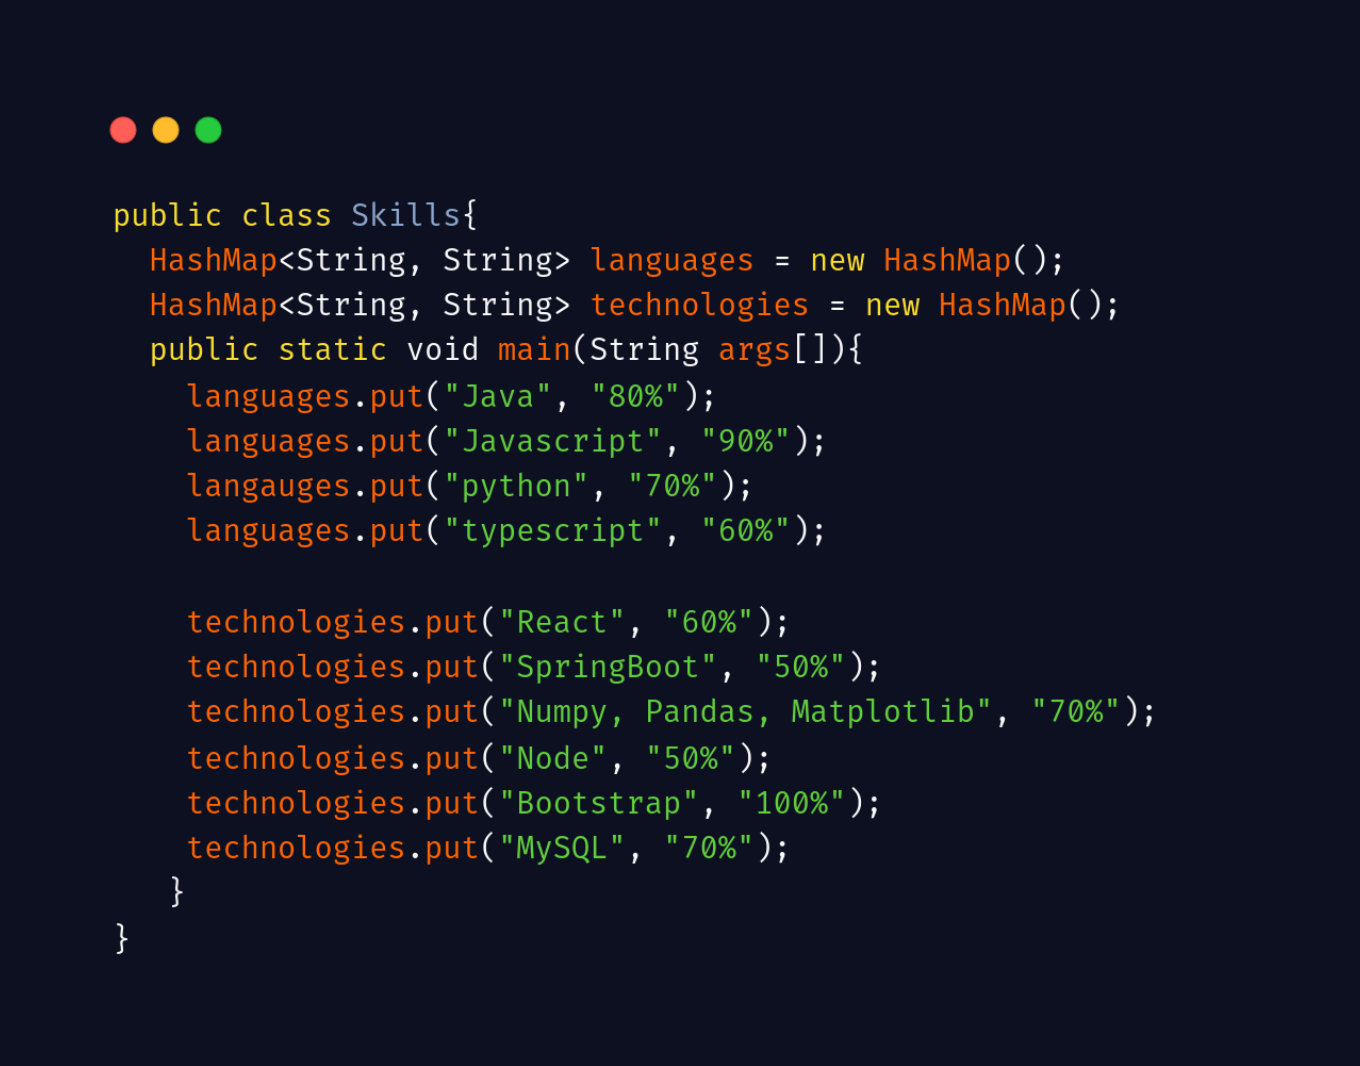 public class Skills{
HashMap<String, String> languages = new HashMap();
HashMap<String, String> technologies = new HashMap();
public static void main(String args[]){
languages.put("Java", "80%");
languages.put("Javascript", "90%");
langauges.put("python", "70%");
languages.put("typescript", "60%");
technologies.put("React", "60%");
technologies.put("SpringBoot", "50%");
technologies.put("Numpy, Pandas, Matplotlib", "70%");
technologies.put("Node", "50%");
technologies.put("Bootstrap", "100%");
technologies.put("MySQL", "70%");
}
}